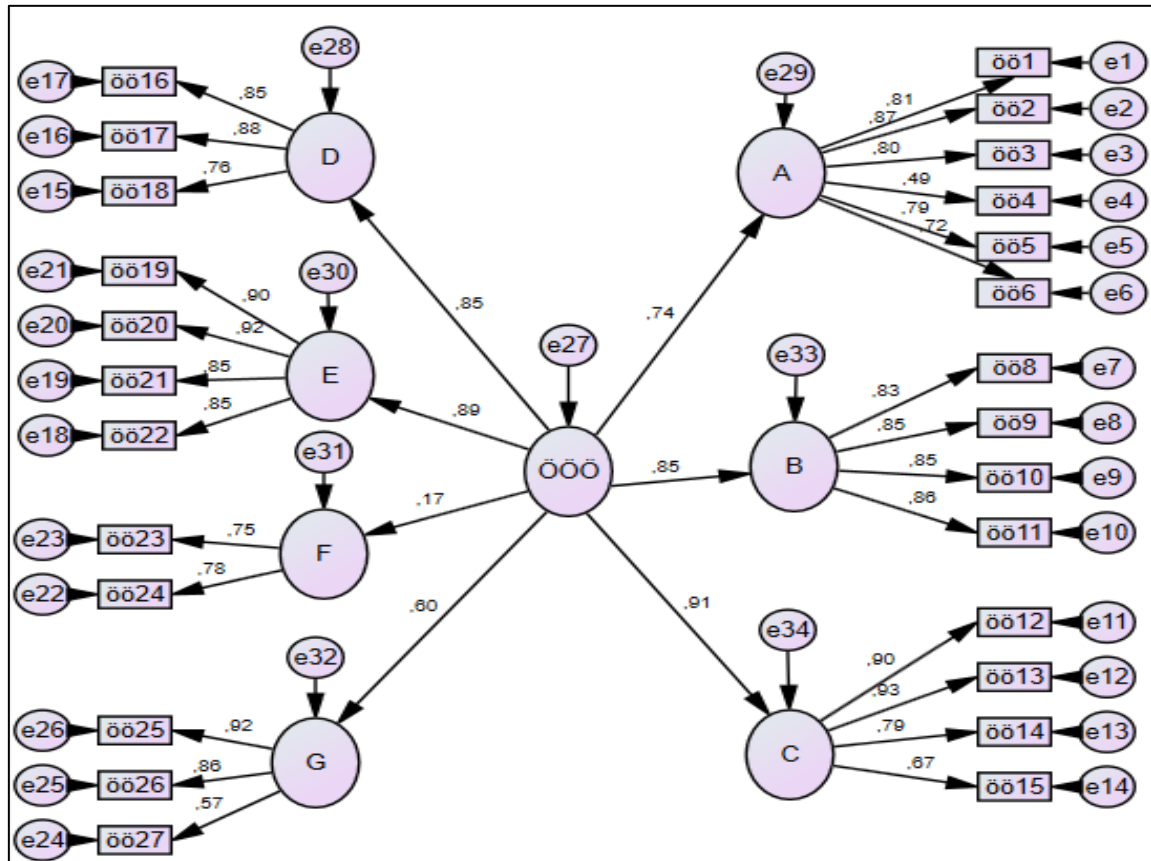 e28
e17 öö16 ,85
e16 öö17 ,88 D
e15 öö18 ,76
,85
e30
e21 öö19 ,90
e20 öö20 ,92
e19 öö21 ,85 E
e18 öö22 ,85
,89
e31
e23 öö23 ,75 F
e22 öö24 ,78
,17
e32
,60
e26 öö25 ,92
e25 öö26 ,86 G
e24 öö27 ,57
e27
ÖÖÖ
e29
,81 öö1 e1
,87 öö2 e2
A ,80 öö3 e3
,49 öö4 e4
,79 öö5 e5
,72 öö6 e6
,74
e33
,83 öö8 e7
,85 öö9 e8
B ,85 öö10 e9
,86 öö11 e10
,85
e34
,91
,90 öö12 e11
,93 öö13 e12
C ,79 öö14 e13
,67 öö15 e14